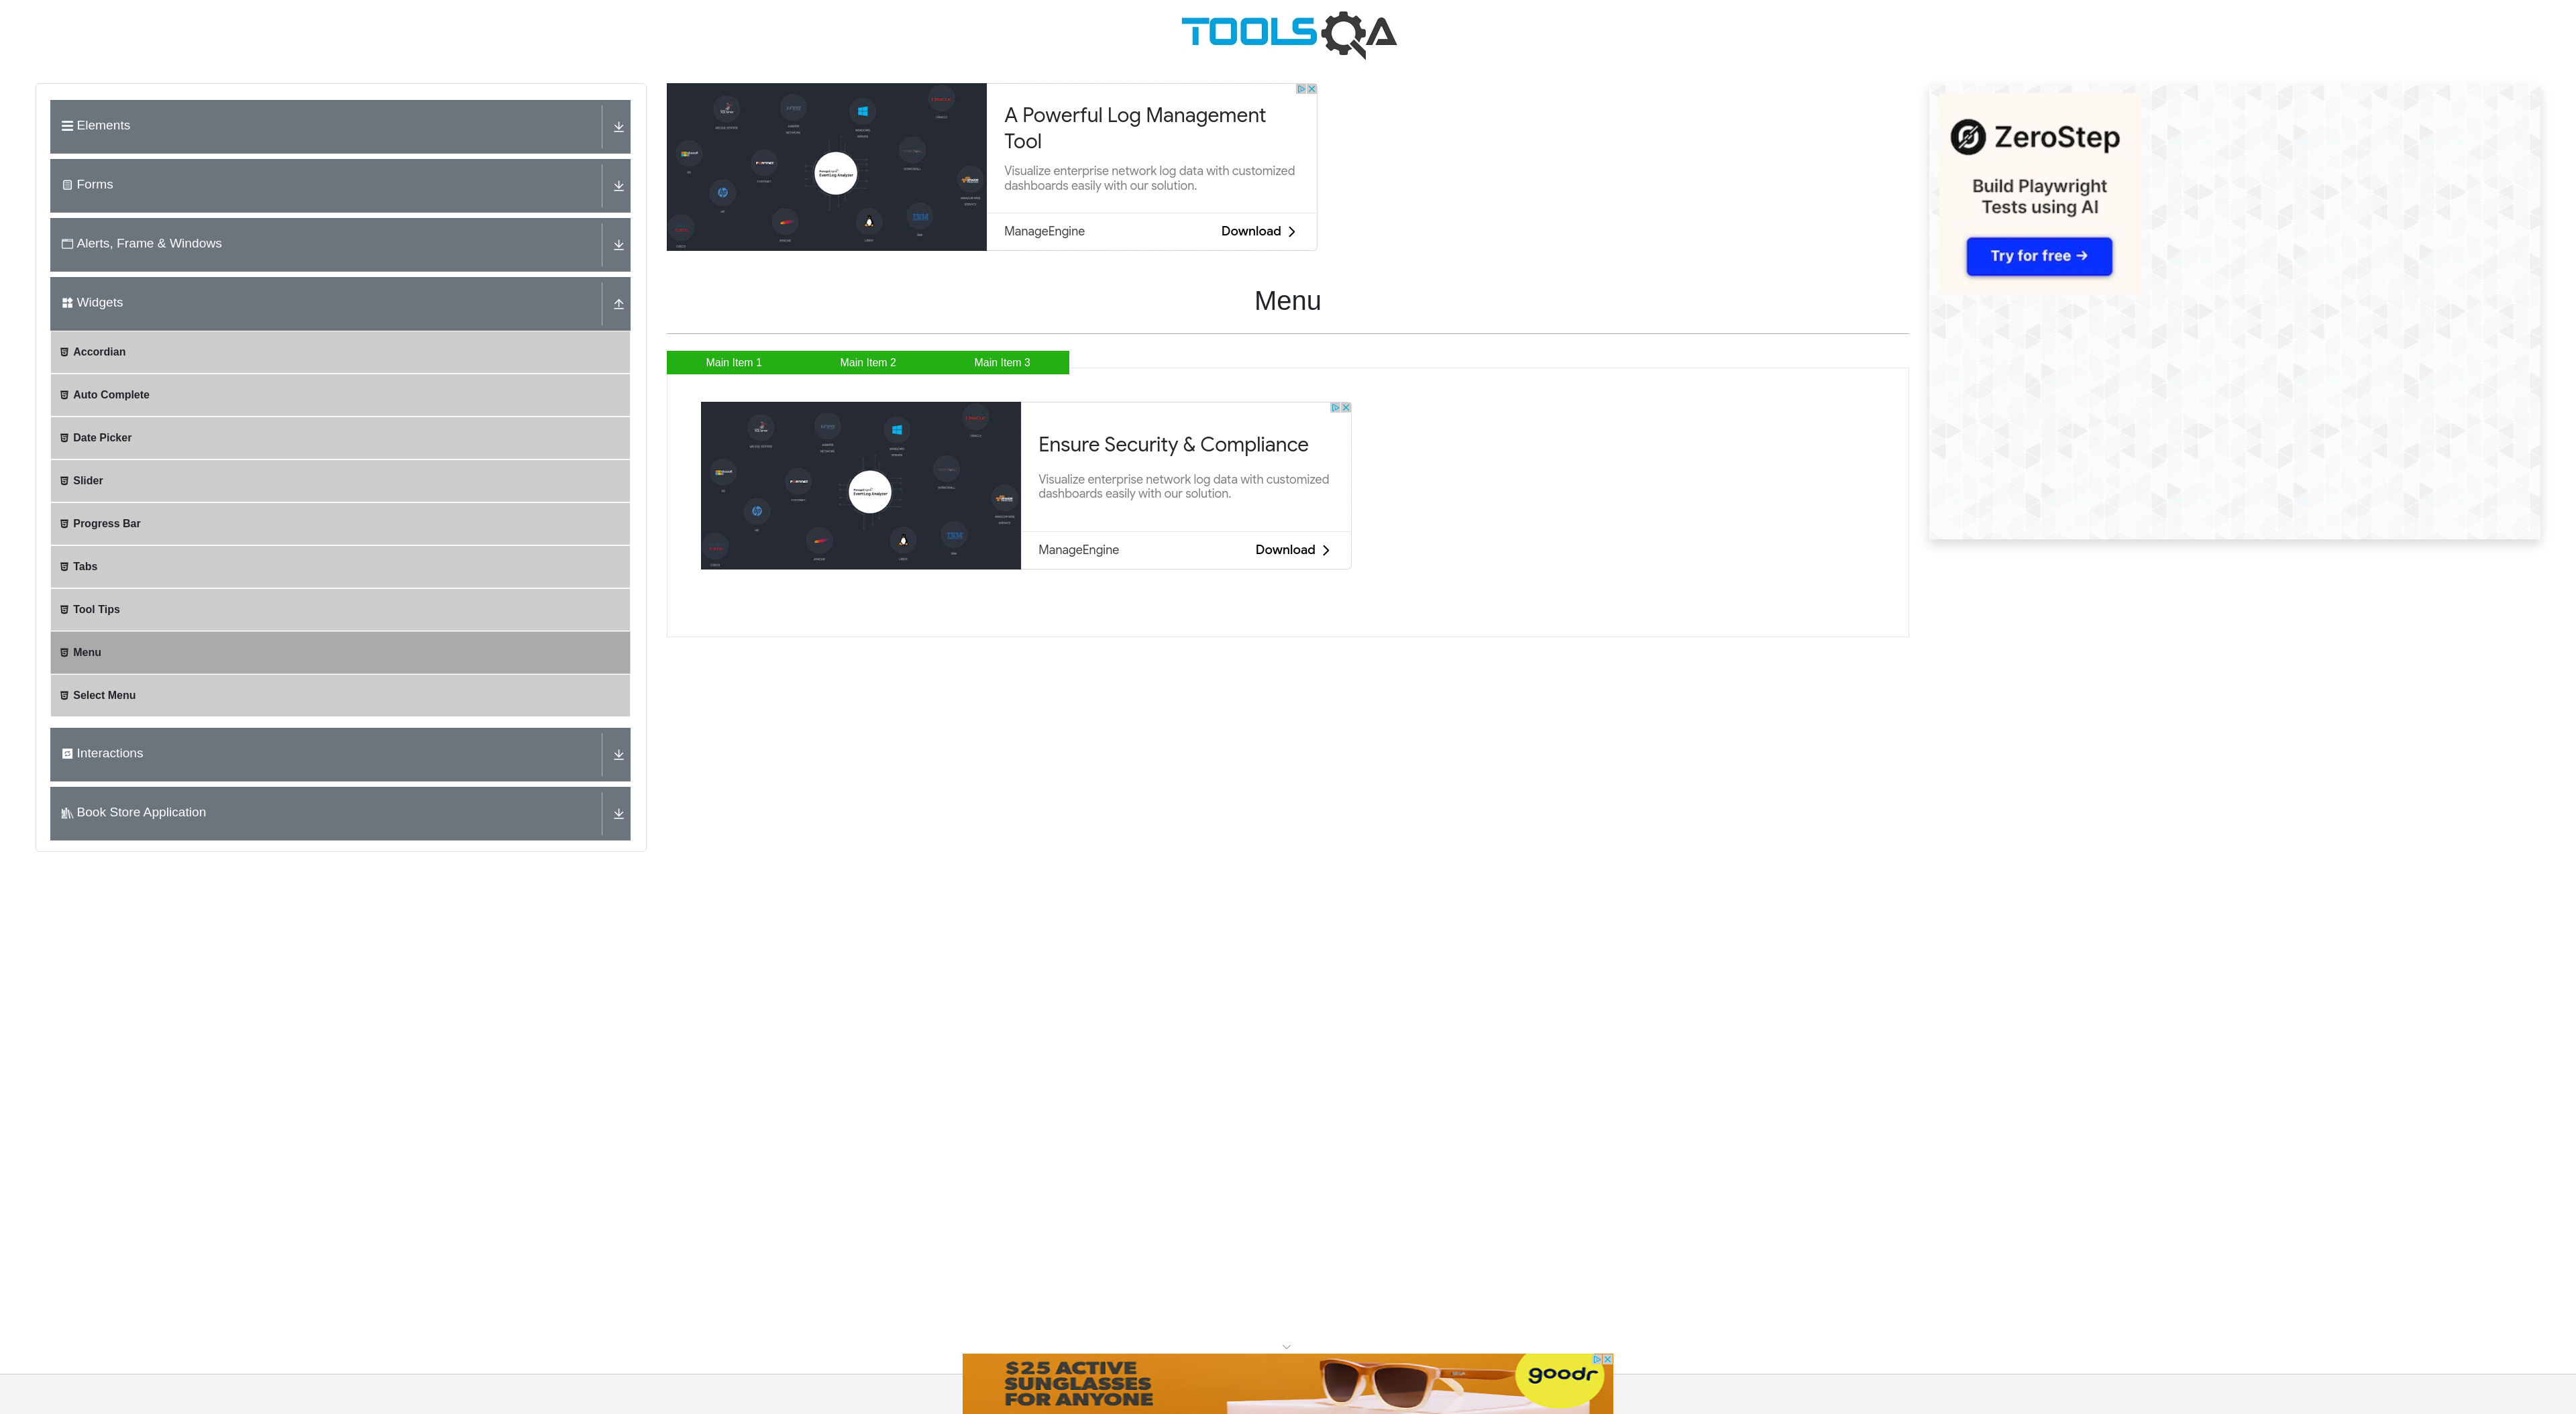 TOOLSQA
Elements
Forms
Alerts, Frame & Windows
Widgets
Accordian
Auto Complete
Date Picker
Slider
Progress Bar
Tabs
Tool Tips
Menu
Select Menu
Interactions
Book Store Application
A Powerful Log Management
Tool
Visualize enterprise network log data with customized
dashboards easily with our solution.
ManageEngine
Download
Menu
Main Item 1
Main Item 2
Main Item 3
Ensure Security & Compliance
Visualize enterprise network log data with customized
dashboards easily with our solution.
ManageEngine
Download
ZeroStep
Build Playwright
Tests using AI
Try for free →
$25 ACTIVE
SUNGLASSES
FOR ANYONE
goodr